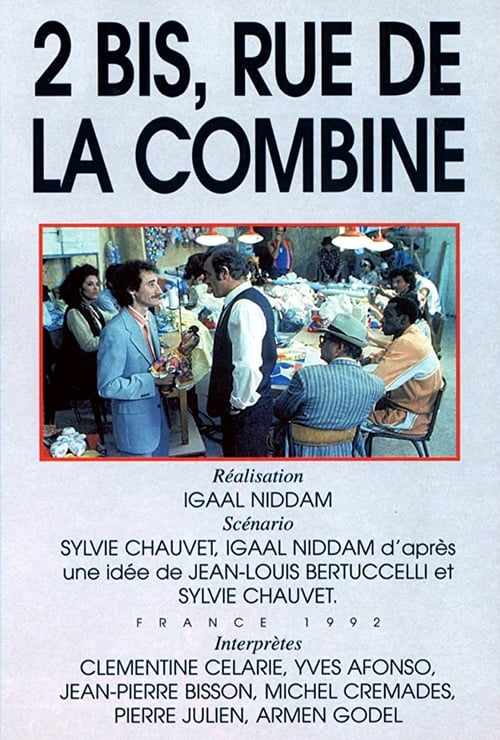 2 BIS, RUE DE
LA COMBINE
Réalisation
IGAAL NIDDAM
Scénario
SYLVIE CHAUVET, IGAAL NIDDAM d'après
une idée de JEAN-LOUIS BERTUCCELLI et
SYLVIE CHAUVET.
FRANCE 1992
Interprètes
CLEMENTINE CELARIE, YVES AFONSO,
JEAN-PIERRE BISSON, MICHEL CREMADES,
PIERRE JULIEN, ARMEN GODEL